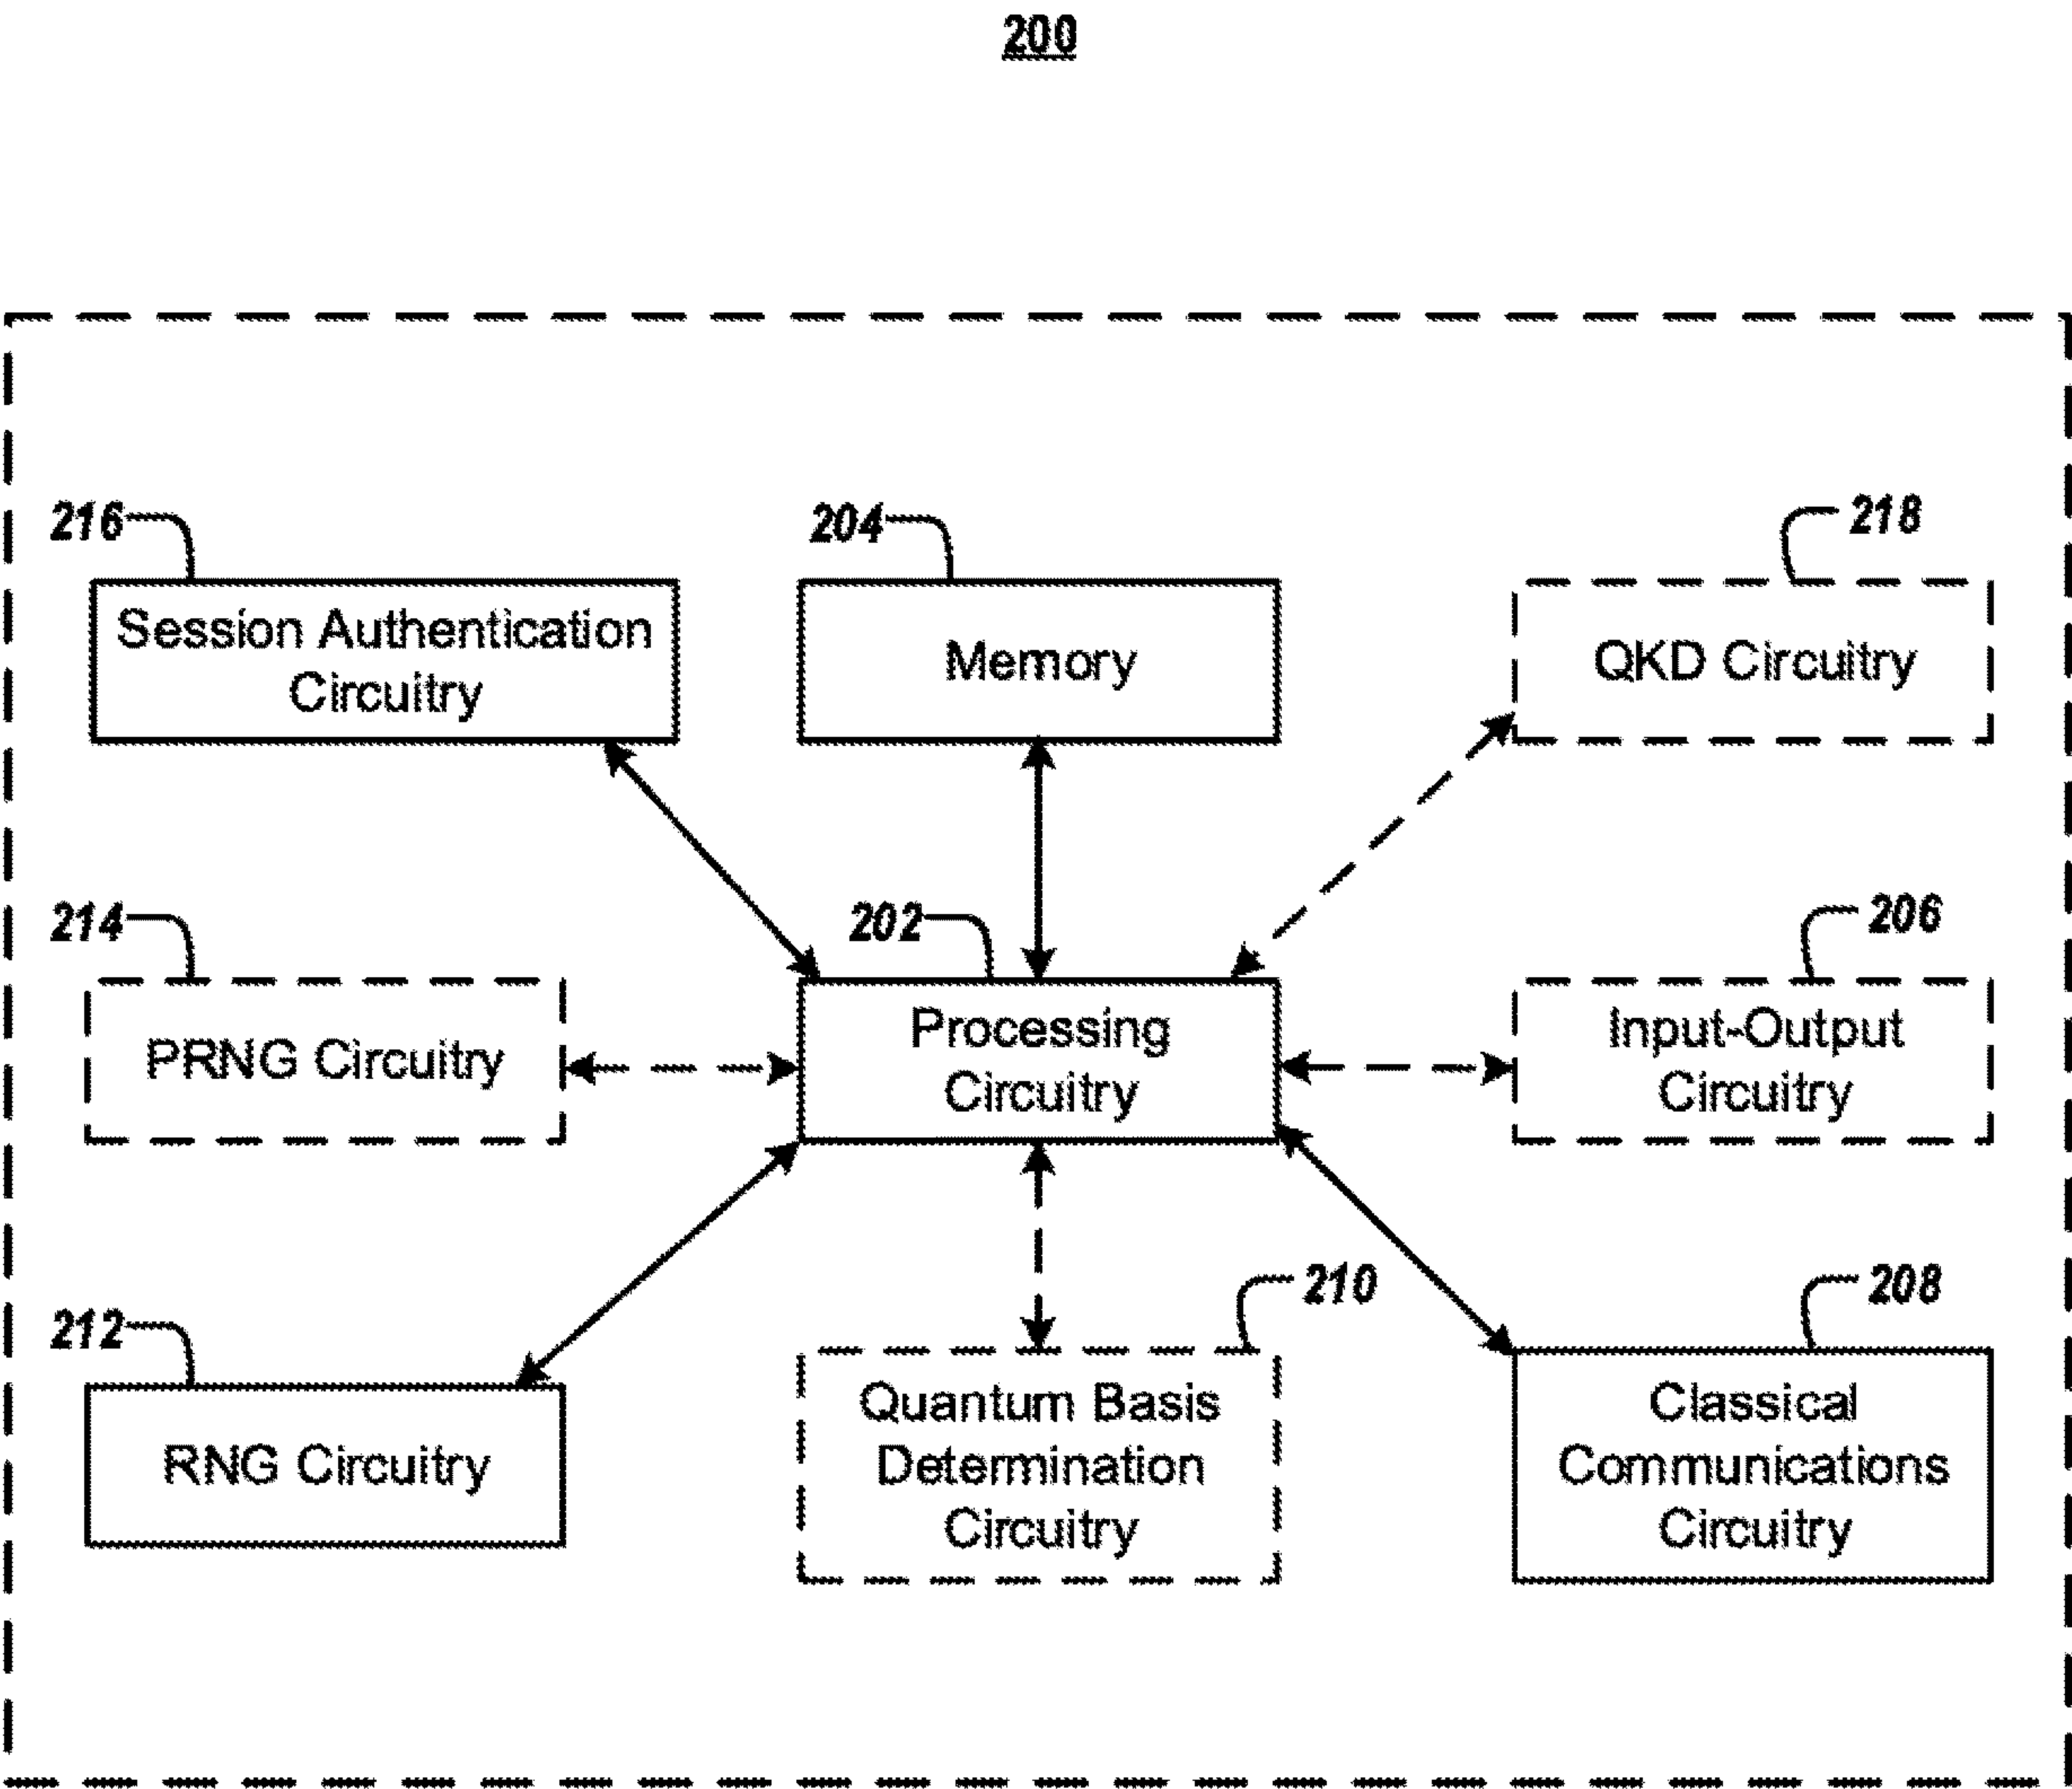 200
216
204
218
Session Authentication
Circuitry
Memory
QKD Circuitry
214
202
206
PRNG Circuitry
Processing
Circuitry
Input-Output
Circuitry
212
210
208
RNG Circuitry
Quantum Basis
Determination
Circuitry
Classical
Communications
Circuitry